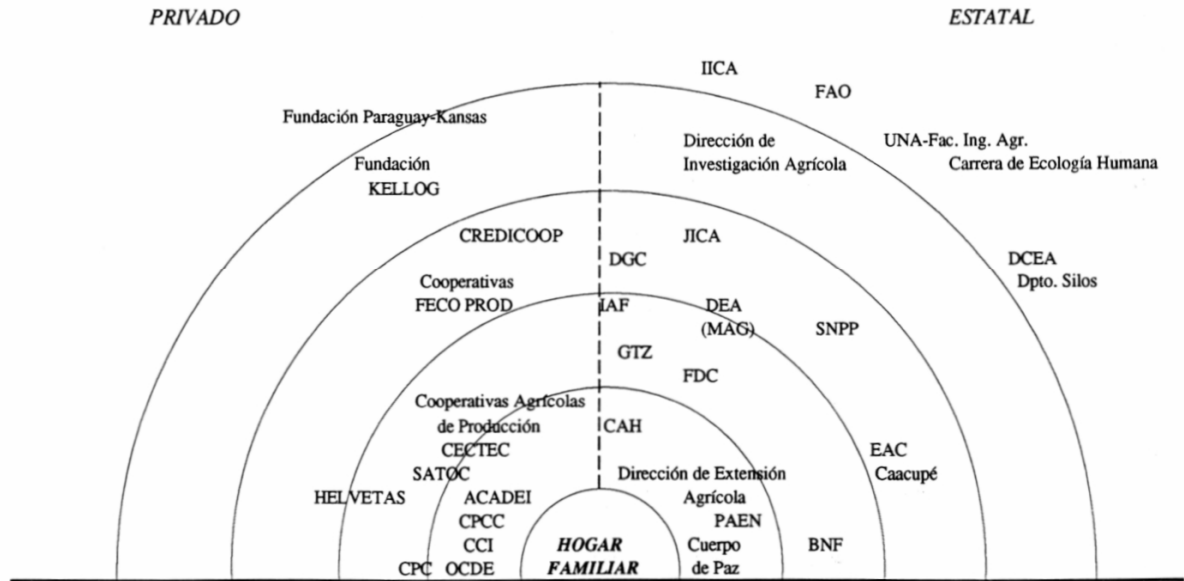 PRIVADO
ESTATAL
IICA
FAO
Fundación Paraguay-Kansas
Dirección de
Investigación Agrícola
UNA-Fac. Ing. Agr.
Carrera de Ecología Humana
Fundación
KELLOG
CREDICOOP
JICA
DGC
DCEA
Dpto. Silos
Cooperativas
FECO PROD
IAF
DEA
(MAG)
SNPP
GTZ
FDC
Cooperativas Agrícolas
de Producción
CAH
CECTEC
EAC
Caacupé
SATOC
Dirección de Extensión
Agrícola
HELVETAS
ACADEI
PAEN
CPCC
CCI
HOGAR
FAMILIAR
Cuerpo
de Paz
BNF
CPC
OCDE